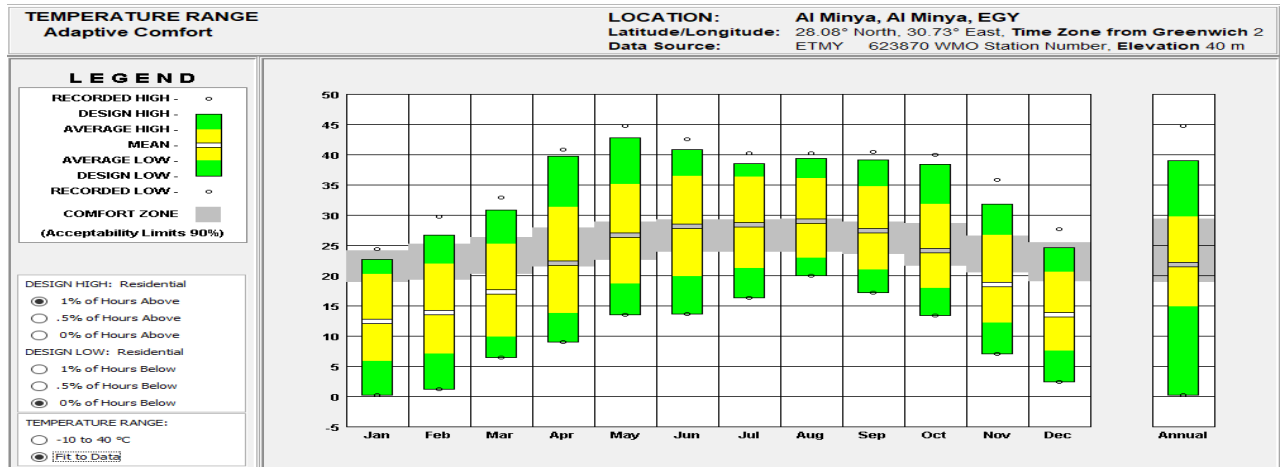 TEMPERATURE RANGE
Adaptive Comfort
LOCATION: Al Minya, Al Minya, EGY
Latitude/Longitude: 28.08° North, 30.73° East, Time Zone from Greenwich 2
Data Source: ETMY 623870 WMO Station Number, Elevation 40 m
LEGEND
RECORDED HIGH -
DESIGN HIGH -
AVERAGE HIGH -
MEAN -
AVERAGE LOW -
DESIGN LOW -
RECORDED LOW -
COMFORT ZONE
(Acceptability Limits 90%)
DESIGN HIGH: Residential
1% of Hours Above
.5% of Hours Above
0% of Hours Above
DESIGN LOW: Residential
1% of Hours Below
.5% of Hours Below
0% of Hours Below
TEMPERATURE RANGE:
-10 to 40 °C
Fit to Data
50
45
40
35
30
25
20
15
10
5
0
-5
Jan Feb Mar Apr May Jun Jul Aug Sep Oct Nov Dec Annual